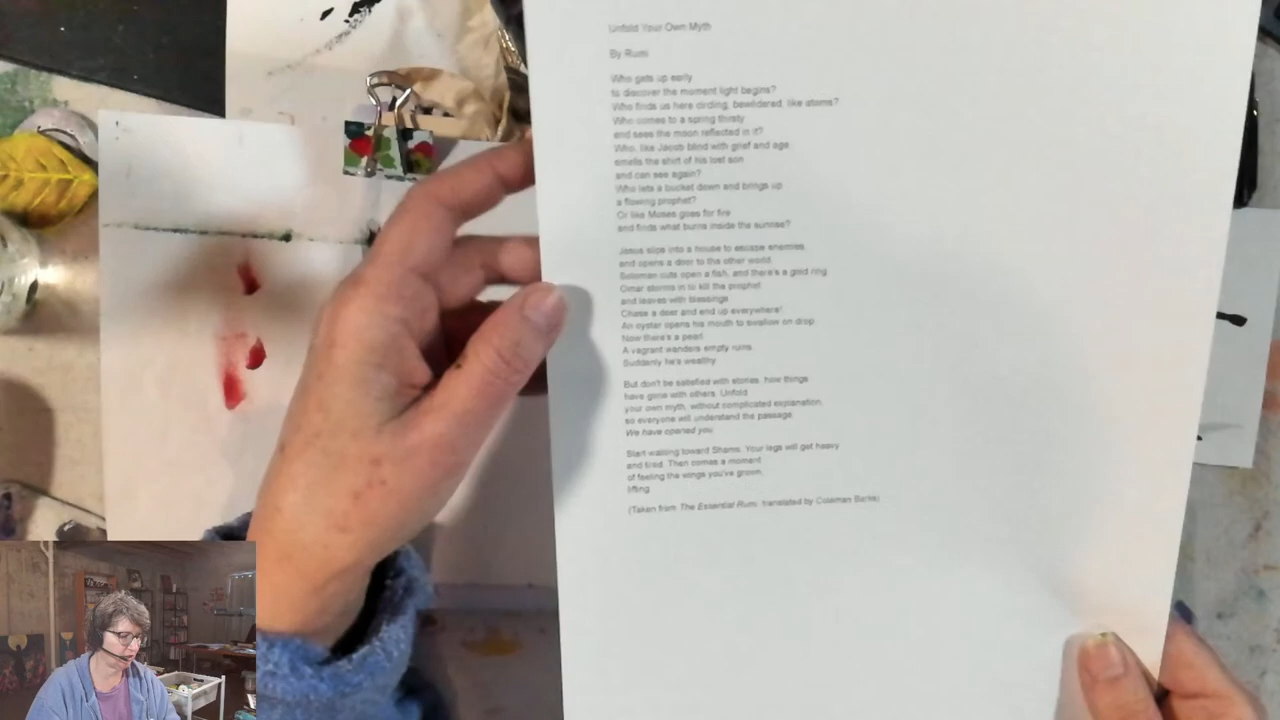 Unfold Your Own Myth
By Rumi
Who gets up early
to discover the moment light begins?
Who finds us here circling, bewildered, like atoms?
Who comes to a spring thirsty
and sees the moon reflected in it?
Who, like Jacob blind with grief and age
smells the shirt of his lost son
and can see again?
Who lets a bucket down and brings up
a flowing prophet?
Or like Moses goes for fire
and finds what burns inside the sunrise?
Jesus slips into a house to escape enemies
and opens a door to the other world.
Solomon cuts open a fish, and there's a gold ring
Omar storms in to kill the prophet
and leaves with blessings
Chase a deer and end up everywhere!
An oyster opens his mouth to swallow on drop
Now there's a pearl
A vagrant wanders empty ruins.
Suddenly he's wealthy
But don't be satisfied with stories, how things
have gone with others. Unfold
your own myth, without complicated explanation,
so everyone will understand the passage,
We have opened you
Start walking toward Shams. Your legs will get heavy
and tired. Then comes a moment
of feeling the wings you've grown,
lifting
(Taken from The Essential Rumi, translated by Coleman Barks)